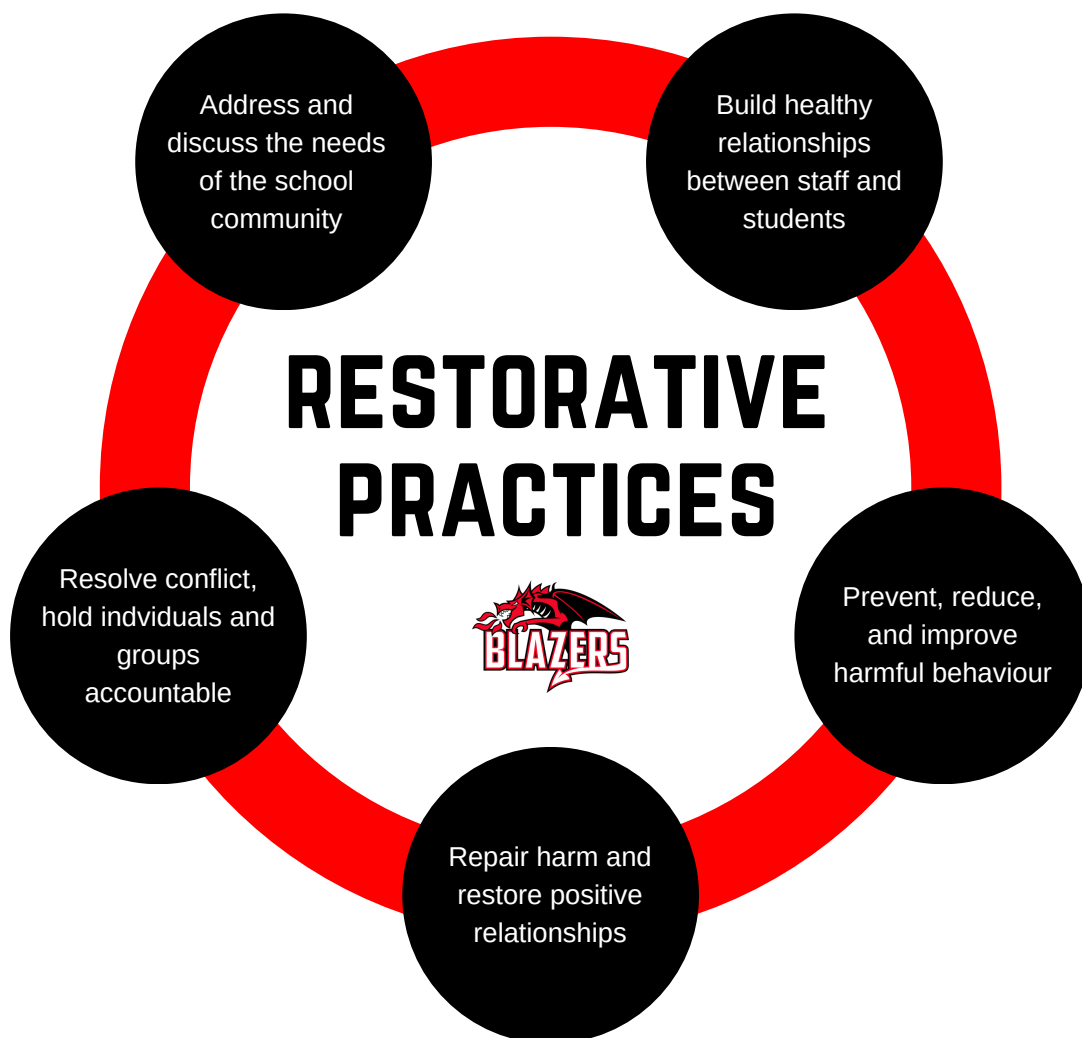 Address and
discuss the needs
of the school
community
Build healthy
relationships
between staff and
students
RESTORATIVE
PRACTICES
BLAZERS
Resolve conflict,
hold indviduals and
groups
accountable
Prevent, reduce,
and improve
harmful behaviour
Repair harm and
restore positive
relationships